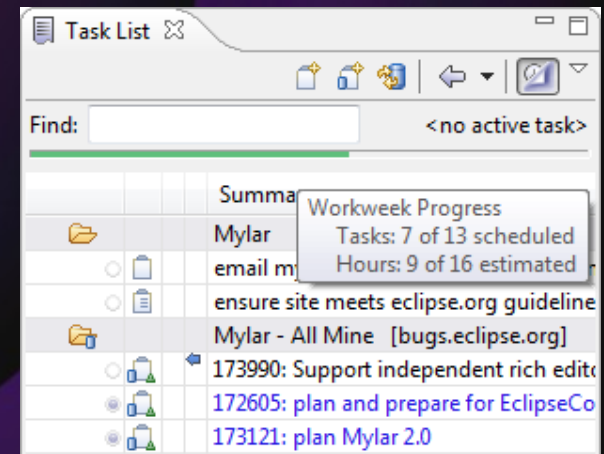 Task List
Find:
<no active task>
Summa
Workweek Progress
Tasks: 7 of 13 scheduled
Hours: 9 of 16 estimated
Mylar
email m
ensure site meets eclipse.org guideline
Mylar - All Mine [bugs.eclipse.org]
173990: Support independent rich edito
172605: plan and prepare for EclipseCo
173121: plan Mylar 2.0